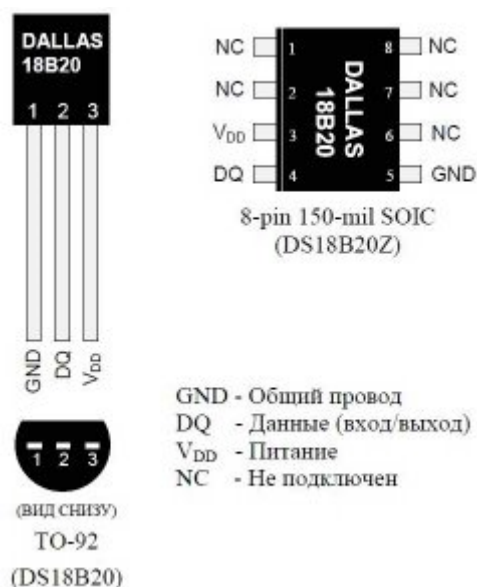 DALLAS
18B20
1 2 3
GND DQ VDD
1 2 3
(ВИД СНИЗУ)
TO-92
(DS18B20)
NC 1 8 NC
NC 2 7 NC
VDD 3 6 NC
DQ 4 5 GND
DALLAS
18B20
8-pin 150-mil SOIC
(DS18B20Z)
GND - Общий провод
DQ - Данные (вход/выход)
VDD - Питание
NC - Не подключен